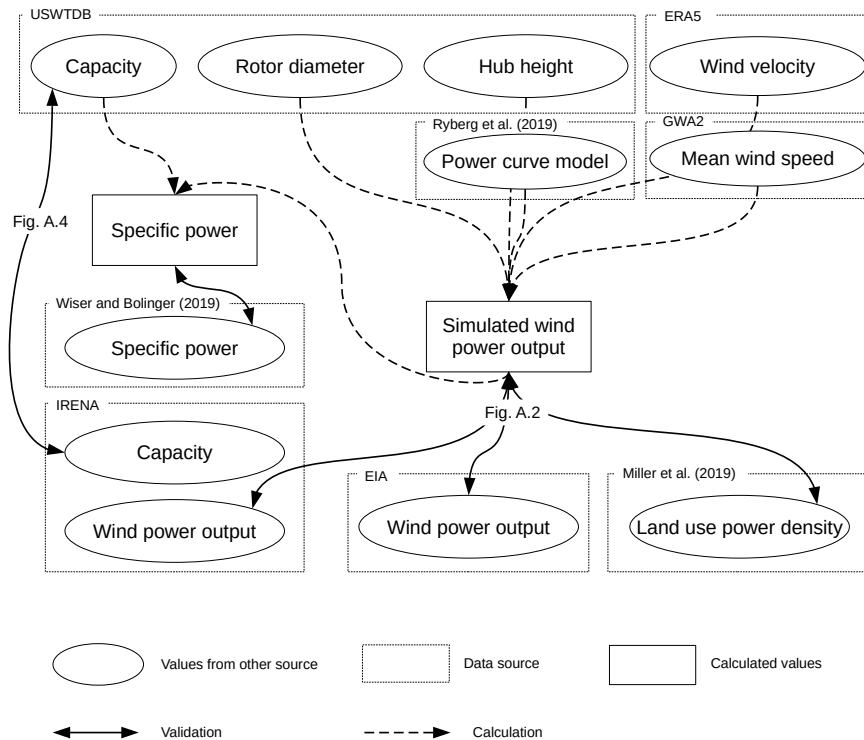 USWTDB
ERA5
Capacity
Rotor diameter
Hub height
Wind velocity
Ryberg et al. (2019)
GWA2
Power curve model
Mean wind speed
Fig. A.4
Specific power
Wiser and Bolinger (2019)
Specific power
Simulated wind
power output
IRENA
Fig. A.2
Capacity
EIA
Miller et al. (2019)
Wind power output
Wind power output
Land use power density
Values from other source
Data source
Calculated values
Validation
Calculation